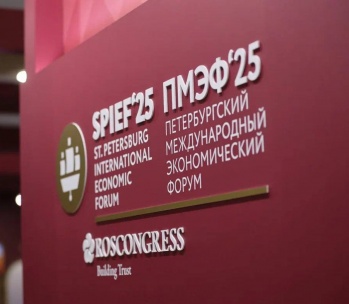 SPIEF'25
ST. PETERSBURG
INTERNATIONAL
ECONOMIC
FORUM
ПМЭФ'25
ПЕТЕРБУРГСКИЙ
МЕЖДУНАРОДНЫЙ
ЭКОНОМИЧЕСКИЙ
ФОРУМ
ROSCONGRESS
Building Trust